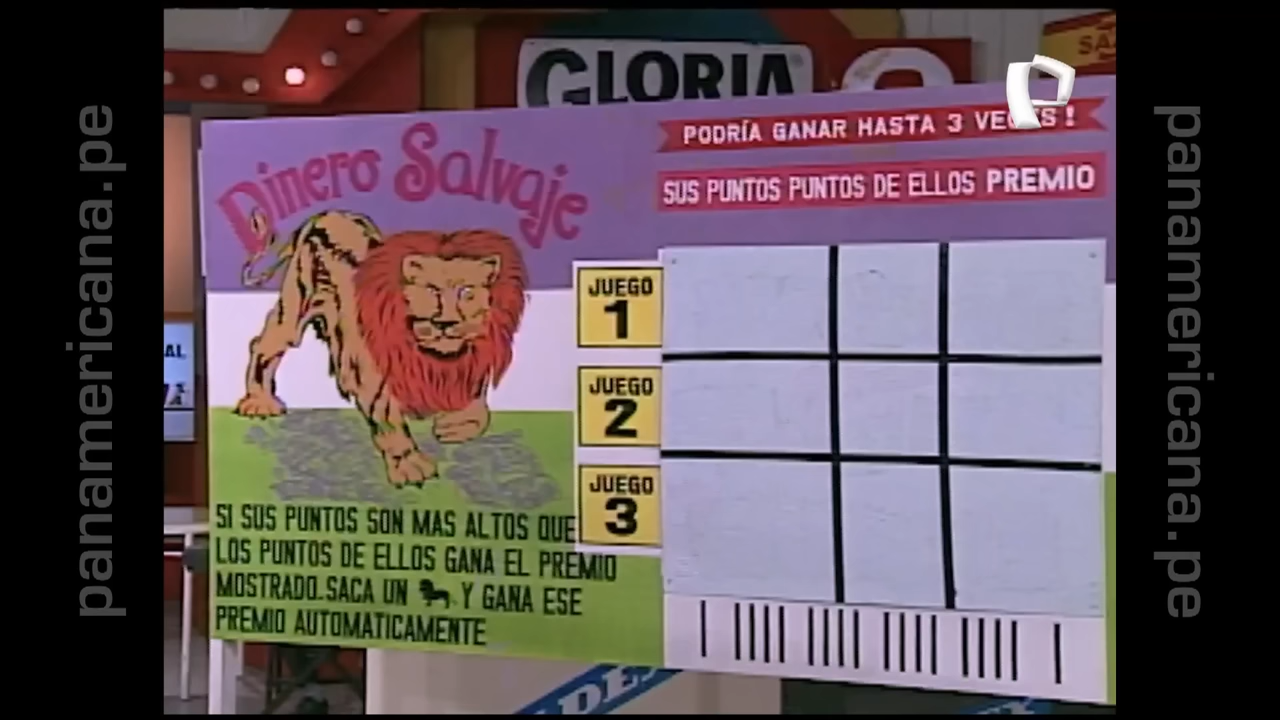 panamericana.pe
GLORIA
SA
Dinero Salvaje
PODRÍA GANAR HASTA 3 VECES!
SUS PUNTOS PUNTOS DE ELLOS PREMIO
JUEGO
1
JUEGO
2
JUEGO
3
SI SUS PUNTOS SON MAS ALTOS QUE
LOS PUNTOS DE ELLOS GANA EL PREMIO
MOSTRADO.SACA UN Y GANA ESE
PREMIO AUTOMATICAMENTE
AL
panamericana.pe